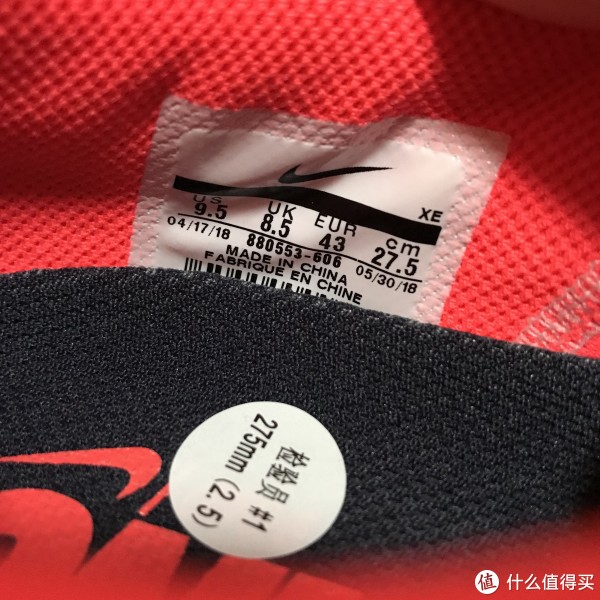 XE
US UK EUR cm
9.5 8.5 43 27.5
04/17/18 880553-606 05/30/18
MADE IN CHINA
FABRIQUE EN CHINE
检验员 #1
275mm (2.5)
值 什么值得买